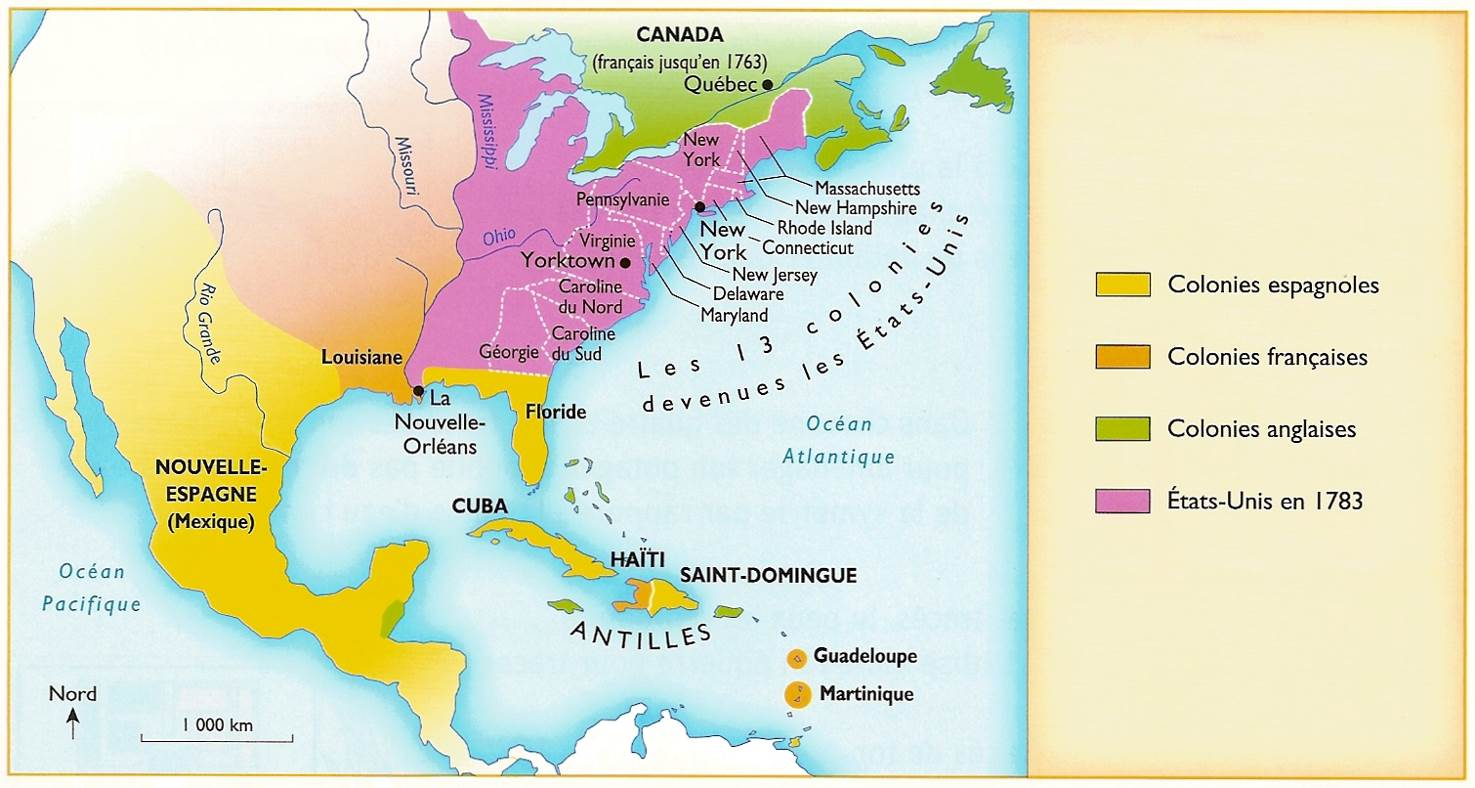 CANADA
(français jusqu'en 1763)
Québec
Mississippi
Missouri
New
York
Massachusetts
New Hampshire
Rhode Island
Connecticut
Pennsylvanie
New
York
Ohio
Virginie
Yorktown
New Jersey
Delaware
Maryland
Caroline
du Nord
Caroline
du Sud
Géorgie
Les 13 colonies
devenues les États-Unis
Rio Grande
Louisiane
La
Nouvelle-
Orléans
Floride
Océan
Atlantique
NOUVELLE-
ESPAGNE
(Mexique)
CUBA
HAÏTI
SAINT-DOMINGUE
ANTILLES
Océan
Pacifique
Guadeloupe
Martinique
Nord
1 000 km
Colonies espagnoles
Colonies françaises
Colonies anglaises
États-Unis en 1783